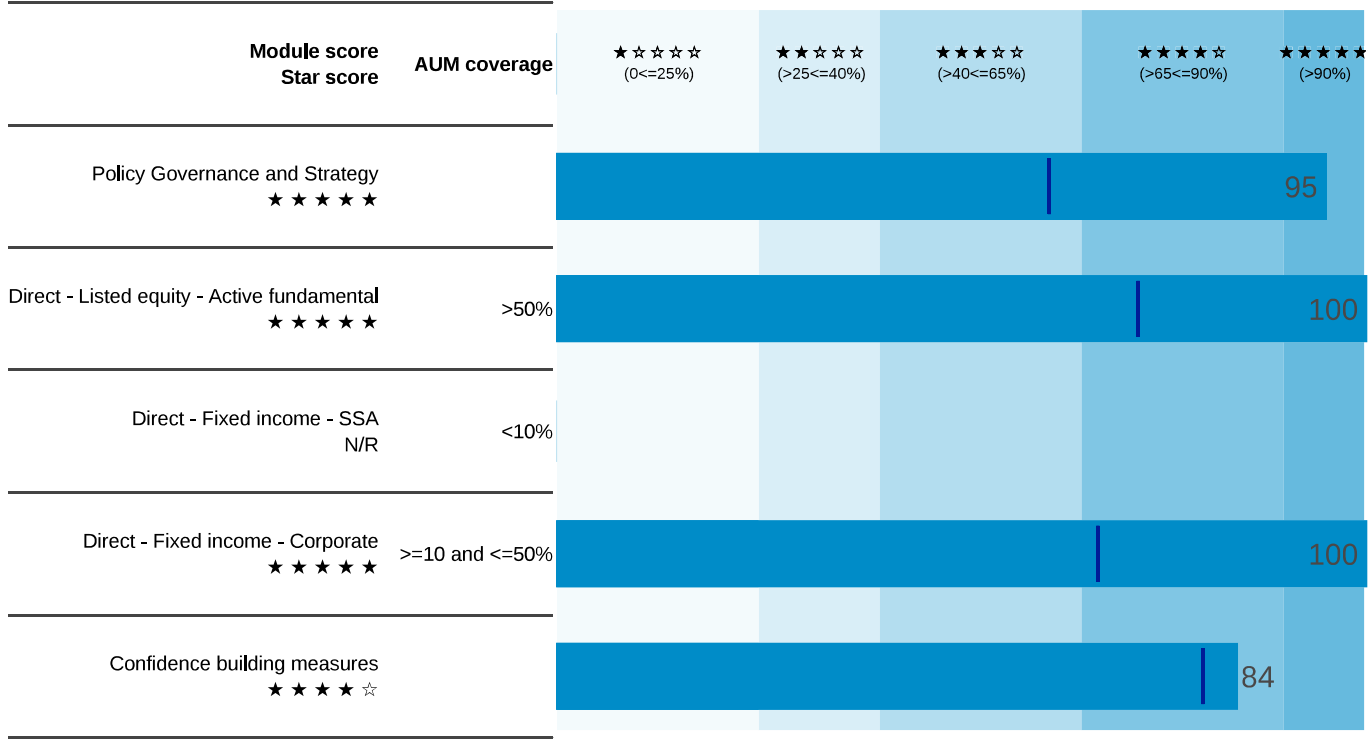 Module score
Star score
AUM coverage
★☆☆☆☆
(0<=25%)
★★☆☆☆
(>25<=40%)
★★★☆☆
(>40<=65%)
★★★★☆
(>65<=90%)
★★★★★
(>90%)
Policy Governance and Strategy
★★★★★
95
Direct - Listed equity - Active fundamental
★★★★★
>50%
100
Direct - Fixed income - SSA
N/R
<10%
Direct - Fixed income - Corporate
★★★★★
>=10 and <=50%
100
Confidence building measures
★★★★☆
84